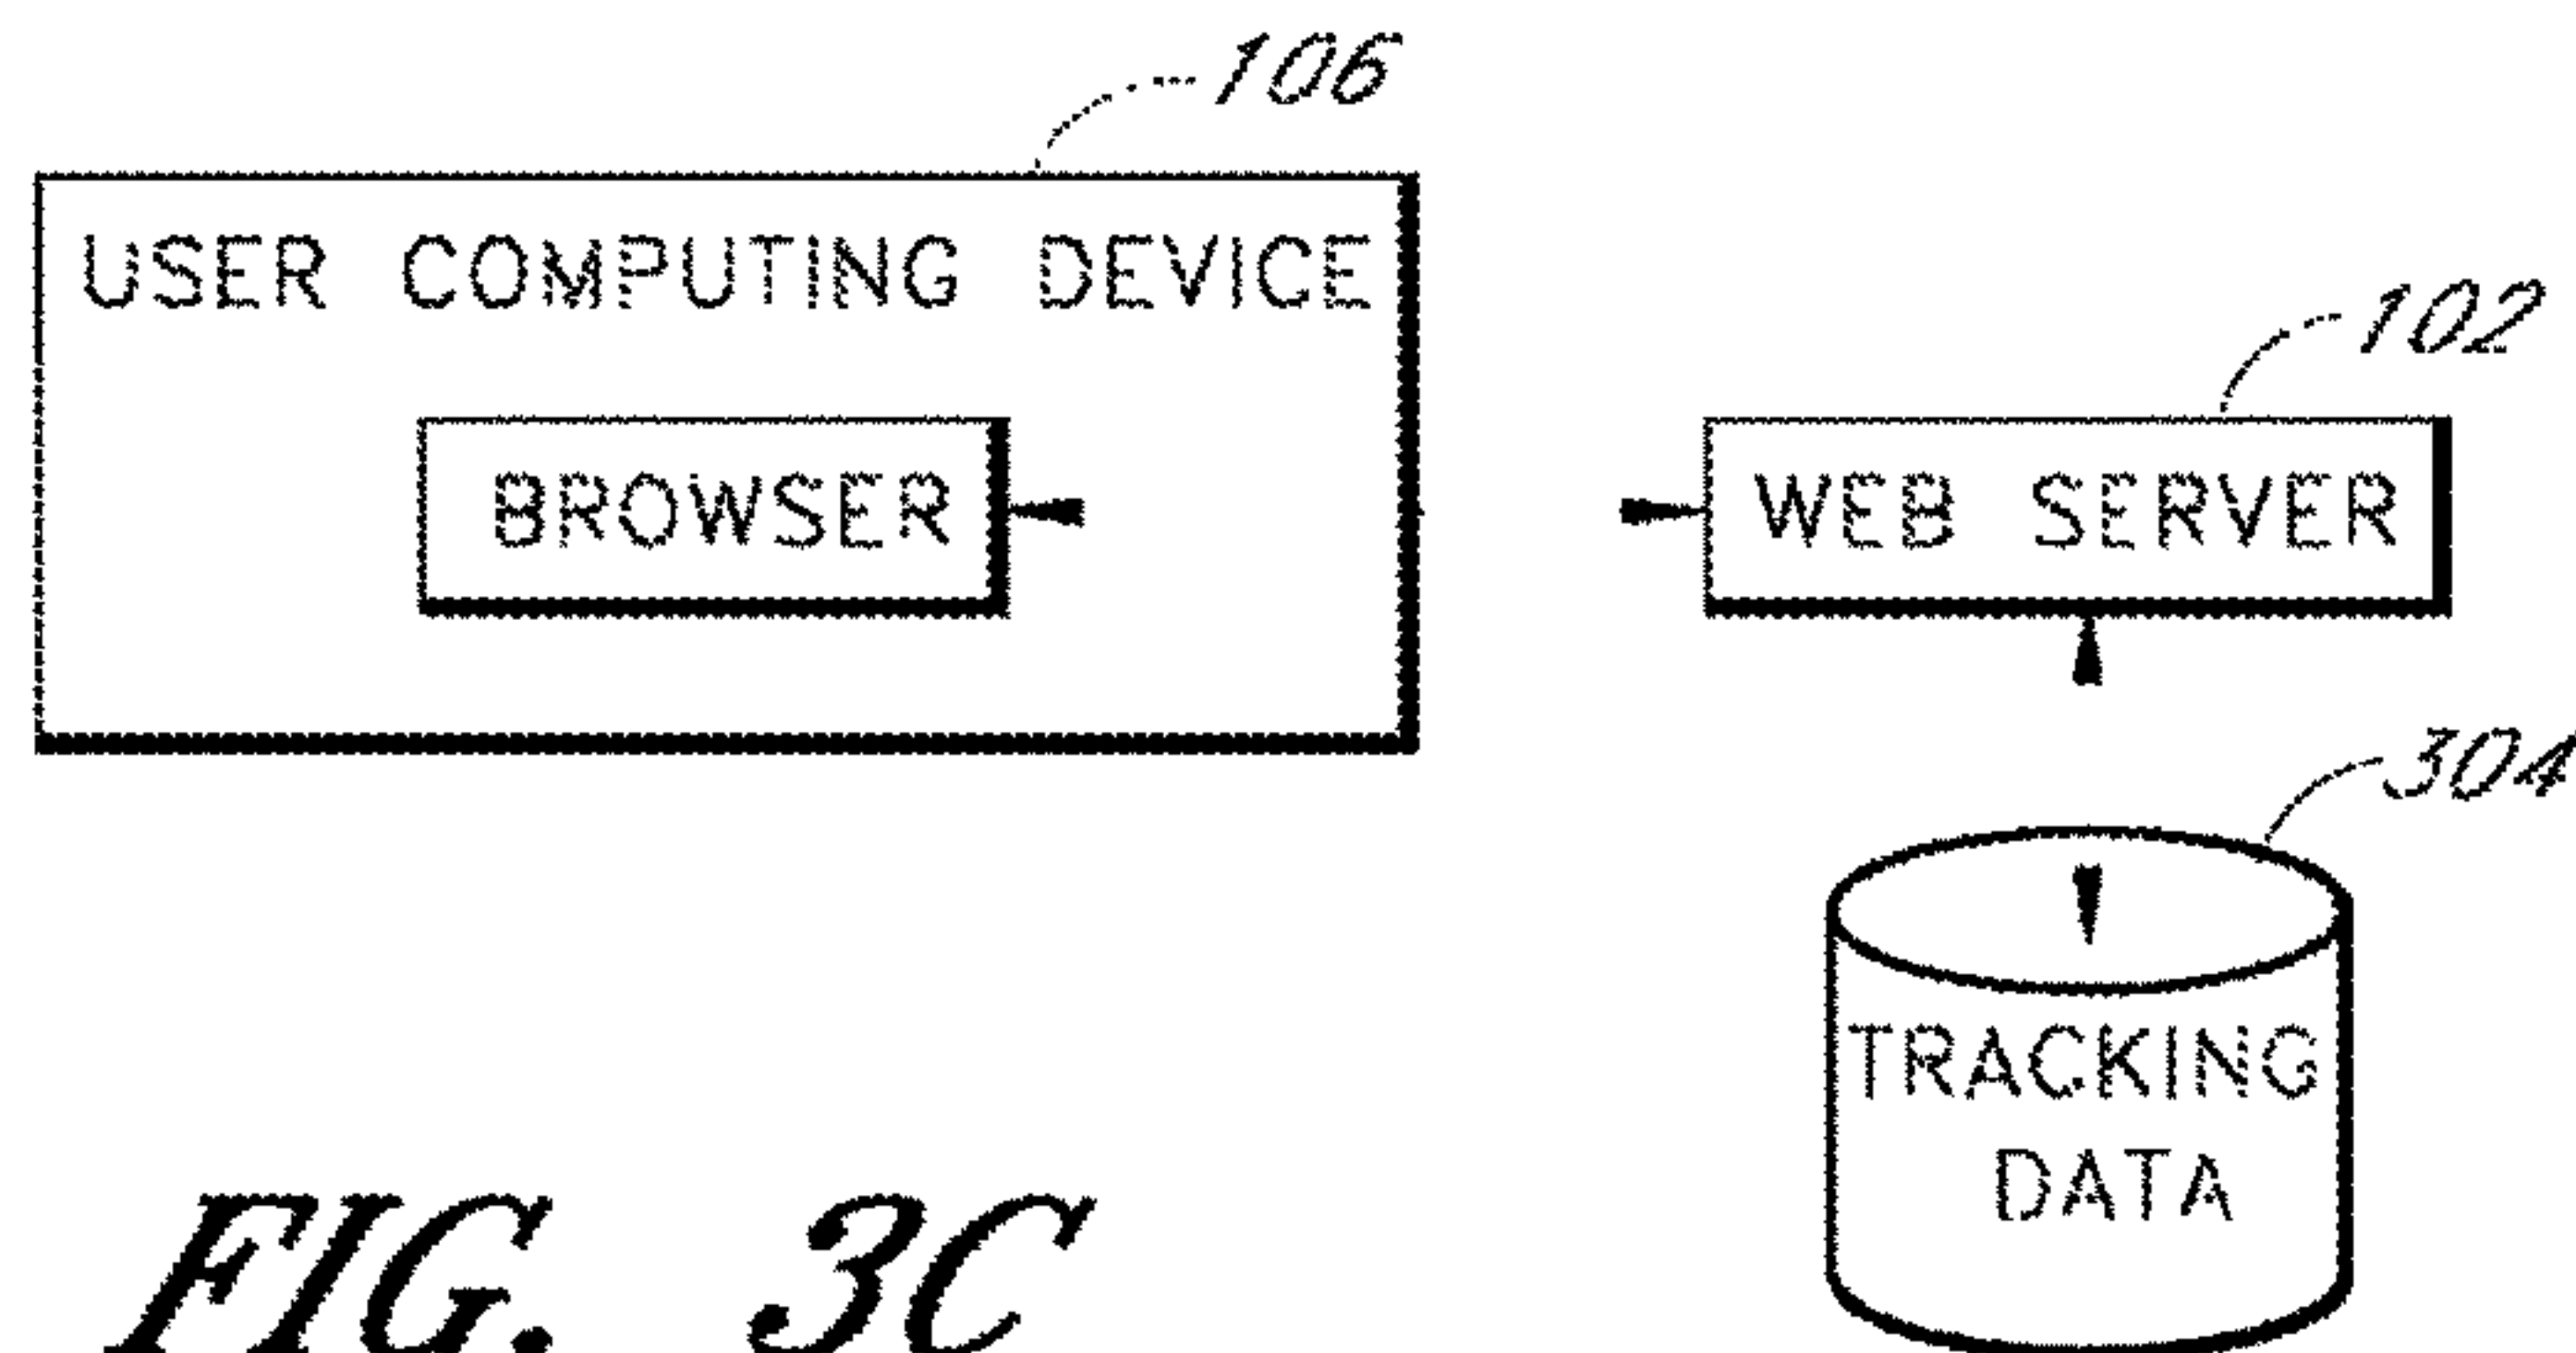 106
USER COMPUTING DEVICE
102
BROWSER
WEB SERVER
304
TRACKING
DATA
FIG. 3C